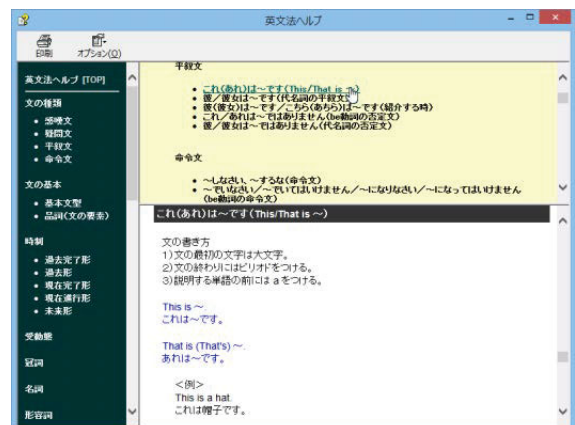 英文法ヘルプ
印刷
オプション(O)
英文法ヘルプ [TOP]
文の種類
• 感嘆文
• 疑問文
• 平叙文
• 命令文
文の基本
• 基本文型
• 品詞(文の要素)
時制
• 過去完了形
• 過去形
• 現在完了形
• 現在進行形
• 未来形
受動態
冠詞
名詞
形容詞
平叙文
• これ(あれ)は～です(This/That is ～)
• 彼/彼女は～です(代名詞の平叙文)
• 彼(彼女)は～です/こちら(あちら)は～です(紹介する時)
• これ/あれは～ではありません(be動詞の否定文)
• 彼/彼女は～ではありません(代名詞の否定文)
命令文
• ～しなさい、～するな(命令文)
• ～でいなさい/～でいてはいけません/～になりなさい/～になってはいけません
(be動詞の命令文)
これ(あれ)は～です(This/That is ～)
文の書き方
1)文の最初の文字は大文字。
2)文の終わりにはピリオドをつける。
3)説明する単語の前には a をつける。
This is ～.
これは～です。
That is (That's) ～.
あれは～です。
＜例＞
This is a hat.
これは帽子です。